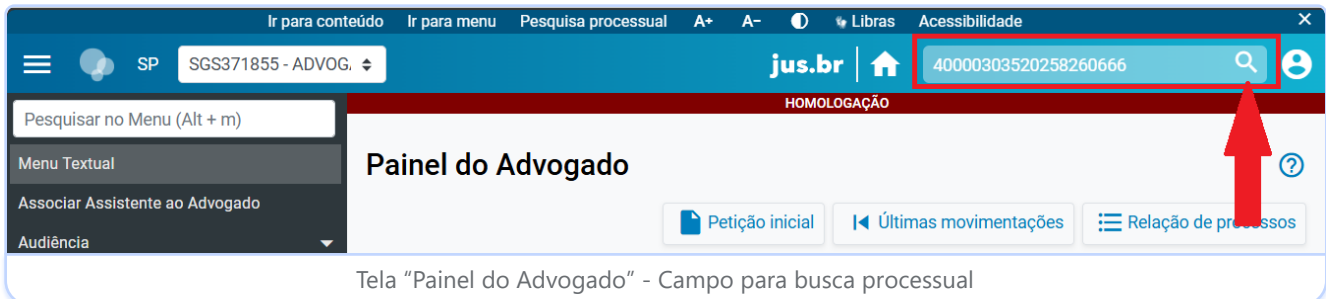 Ir para conteúdo Ir para menu Pesquisa processual A+ A- Libras Acessibilidade ×
SP SGS371855 - ADVOGA jus.br 40000303520258260666
HOMOLOGAÇÃO
Pesquisar no Menu (Alt + m)
Menu Textual
Painel do Advogado
Associar Assistente ao Advogado
Petição inicial Últimas movimentações Relação de processos
Audiência
Tela “Painel do Advogado” - Campo para busca processual